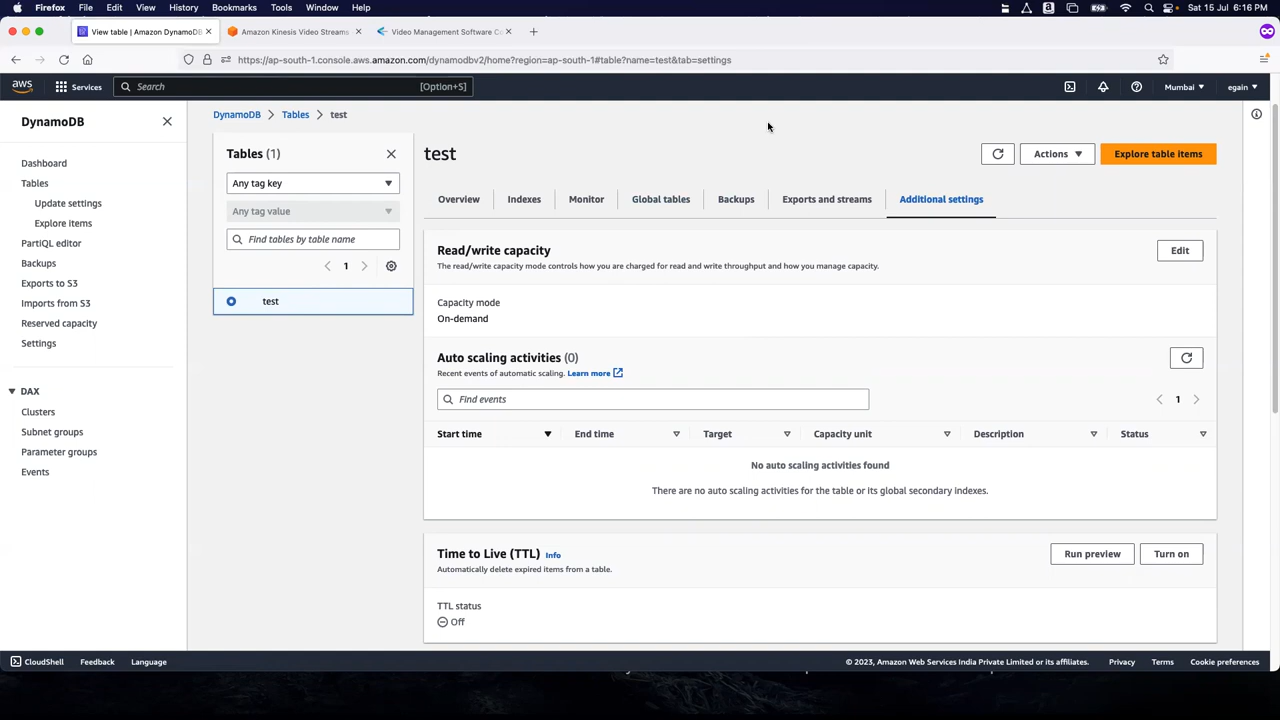 Firefox File Edit View History Bookmarks Tools Window Help Sat 15 Jul 6:16 PM
View table | Amazon DynamoDB Amazon Kinesis Video Streams Video Management Software Co
https://ap-south-1.console.aws.amazon.com/dynamodbv2/home?region=ap-south-1#table?name=test&tab=settings
aws Services Search [Option+S] Mumbai egain
DynamoDB
Dashboard
Tables
Update settings
Explore items
PartiQL editor
Backups
Exports to S3
Imports from S3
Reserved capacity
Settings
DAX
Clusters
Subnet groups
Parameter groups
Events
DynamoDB Tables test
Tables (1)
Any tag key
Any tag value
Find tables by table name
1
test
test
Actions Explore table items
Overview Indexes Monitor Global tables Backups Exports and streams Additional settings
Read/write capacity Edit
The read/write capacity mode controls how you are charged for read and write throughput and how you manage capacity.
Capacity mode
On-demand
Auto scaling activities (0)
Recent events of automatic scaling. Learn more
Find events 1
Start time End time Target Capacity unit Description Status
No auto scaling activities found
There are no auto scaling activities for the table or its global secondary indexes.
Time to Live (TTL) Info Run preview Turn on
Automatically delete expired items from a table.
TTL status
Off
CloudShell Feedback Language © 2023, Amazon Web Services India Private Limited or its affiliates. Privacy Terms Cookie preferences